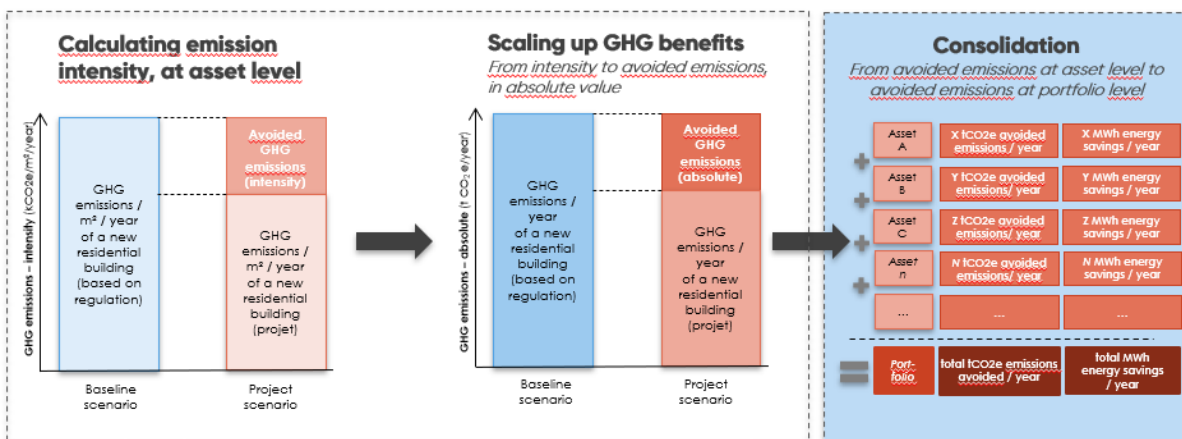 Calculating emission
intensity, at asset level
GHG emissions – intensity (kCO2e/m²/year)
GHG
emissions /
m² / year
of a new
residential
building
(based on
regulation)
Avoided
GHG
emissions
(intensity)
GHG
emissions /
m² / year
of a new
residential
building
(projet)
Baseline
scenario
Project
scenario
Scaling up GHG benefits
From intensity to avoided emissions,
in absolute value
GHG emissions – absolute (t CO₂ e/year)
GHG
emissions /
year
of a new
residential
building
(based on
regulation)
Avoided
GHG
emissions
(absolute)
GHG
emissions /
year
of a new
residential
building
(projet)
Baseline
scenario
Project
scenario
Consolidation
From avoided emissions at asset level to
avoided emissions at portfolio level
Asset
A
X tCO2e avoided
emissions / year
X MWh energy
savings / year
+
Asset
B
Y tCO2e avoided
emissions/ year
Y MWh energy
savings / year
+
Asset
C
Z tCO2e avoided
emissions/ year
Z MWh energy
savings / year
+
Asset
n
N tCO2e avoided
emissions/ year
N MWh energy
savings / year
+
...
...
...
=
Port-
folio
total tCO2e emissions
avoided / year
total MWh
energy savings
/ year